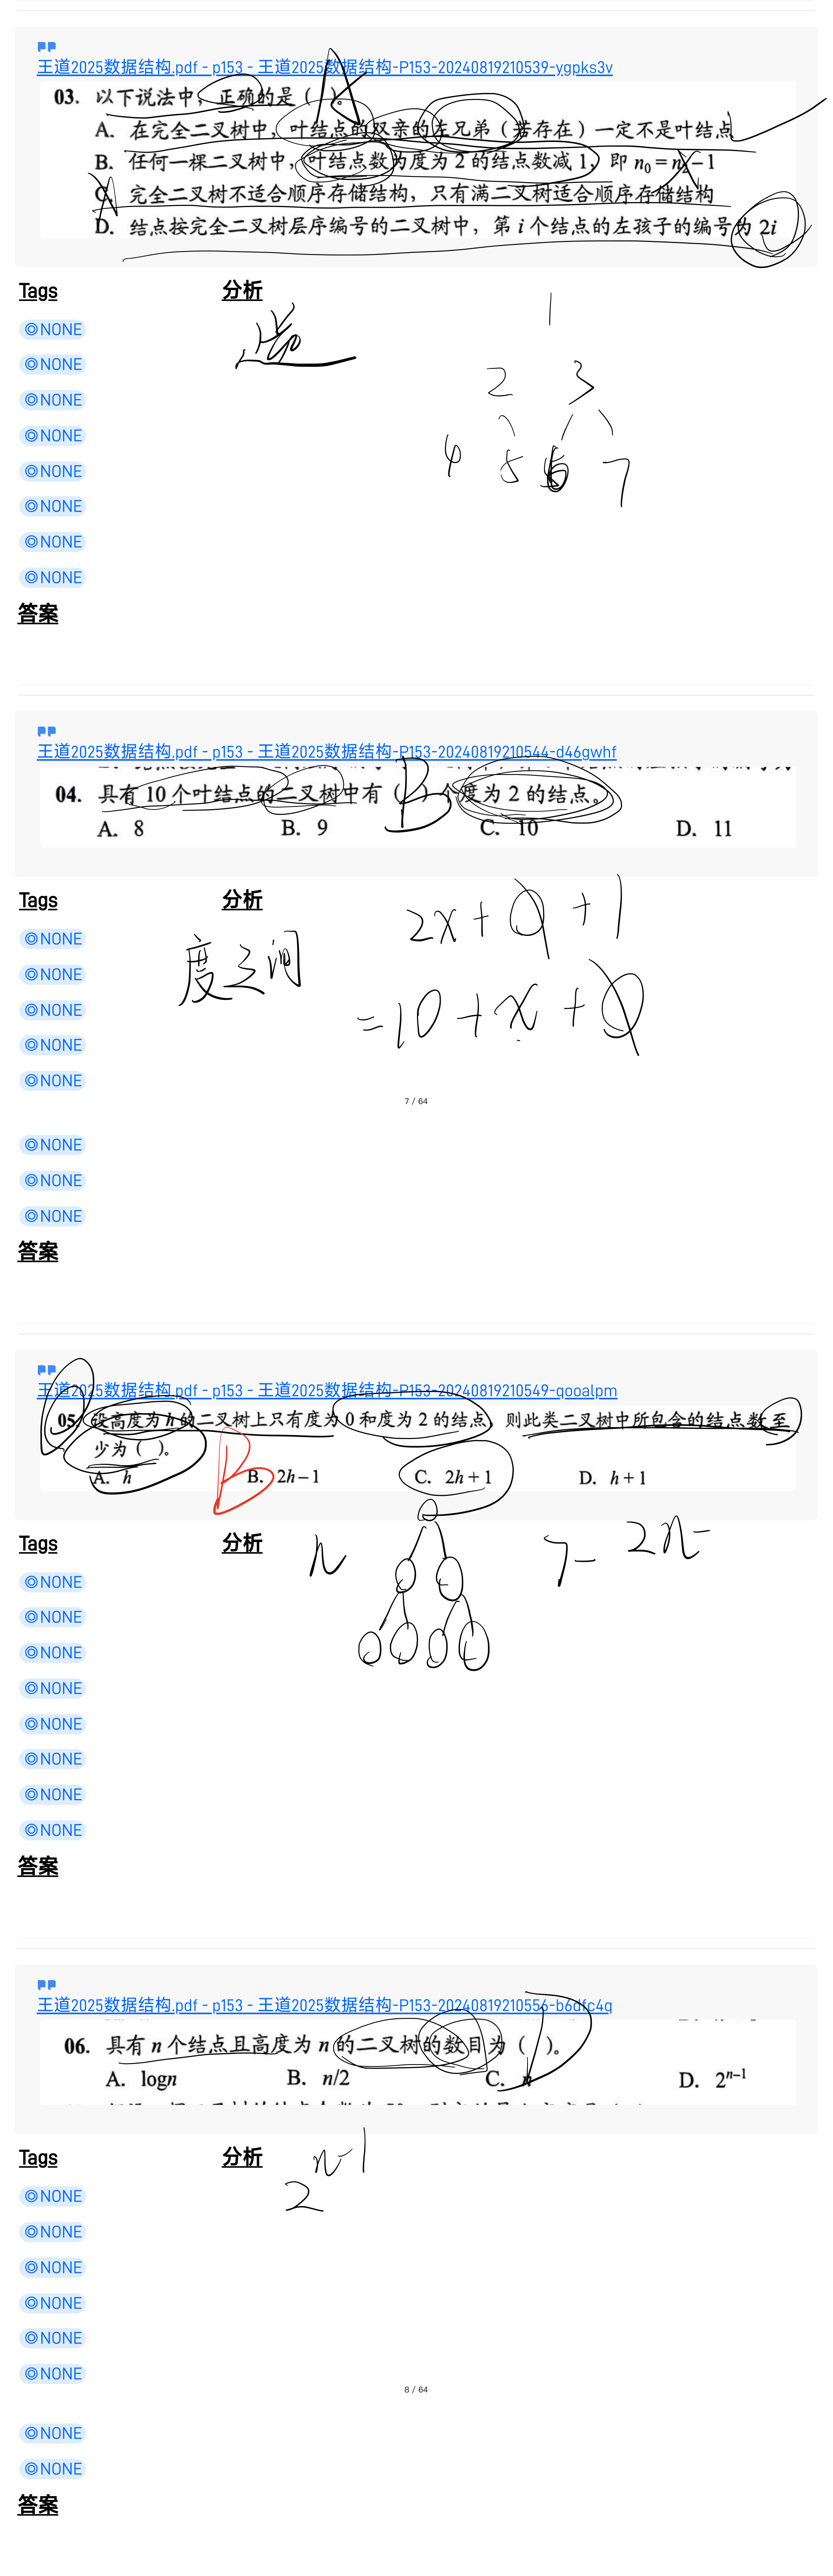 王道2025数据结构.pdf - p153 - 王道2025数据结构-P153-20240819210539-ygpks3v
03. 以下说法中，正确的是（ ）。
A
A. 在完全二叉树中，叶结点的双亲的左兄弟（若存在）一定不是叶结点
B. 任何一棵二叉树中，叶结点数为度为 2 的结点数减 1，即 n₀ = n₂ − 1
C. 完全二叉树不适合顺序存储结构，只有满二叉树适合顺序存储结构
D. 结点按完全二叉树层序编号的二叉树中，第 i 个结点的左孩子的编号为 2i
Tags
分析
1
2 3
4 5 6 7
◎NONE
◎NONE
◎NONE
◎NONE
◎NONE
◎NONE
◎NONE
◎NONE
答案
王道2025数据结构.pdf - p153 - 王道2025数据结构-P153-20240819210544-d46gwhf
04. 具有 10 个叶结点的二叉树中有（ ）个度为 2 的结点。
B
A. 8 B. 9 C. 10 D. 11
Tags
分析
2x + 0 + 1
度之间
= 10 + x + 0
◎NONE
◎NONE
◎NONE
◎NONE
◎NONE
7 / 64
◎NONE
◎NONE
◎NONE
答案
王道2025数据结构.pdf - p153 - 王道2025数据结构-P153-20240819210549-qooalpm
05. 设高度为 h 的二叉树上只有度为 0 和度为 2 的结点，则此类二叉树中所包含的结点数至
少为（ ）。
B
A. h B. 2h−1 C. 2h+1 D. h+1
Tags
分析
h
7 - 2n-
◎NONE
◎NONE
◎NONE
◎NONE
◎NONE
◎NONE
◎NONE
◎NONE
答案
王道2025数据结构.pdf - p153 - 王道2025数据结构-P153-20240819210556-b6dfc4q
06. 具有 n 个结点且高度为 n 的二叉树的数目为（ ）。
D
A. logn B. n/2 C. n D. 2ⁿ⁻¹
Tags
分析
2ⁿ⁻¹
◎NONE
◎NONE
◎NONE
◎NONE
◎NONE
◎NONE
8 / 64
◎NONE
◎NONE
答案